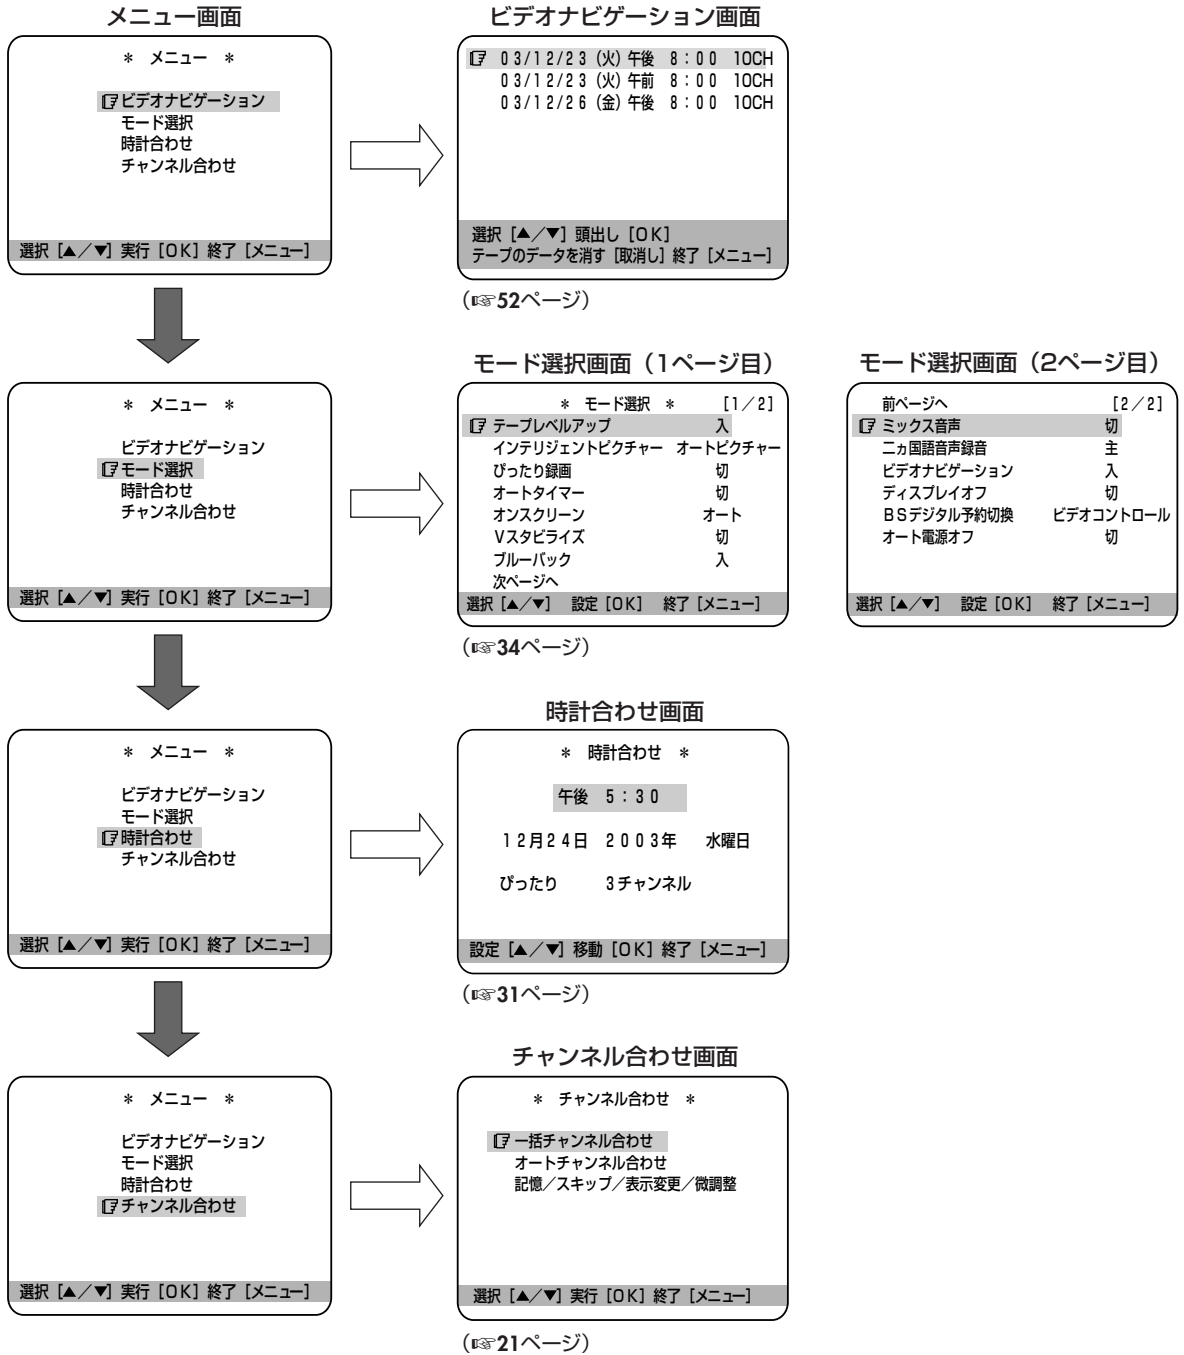 メニュー画面
＊ メニュー ＊
ビデオナビゲーション
モード選択
時計合わせ
チャンネル合わせ
選択［▲／▼］実行［OK］終了［メニュー］
ビデオナビゲーション画面
03/12/23（火）午後 8：00 10CH
03/12/23（火）午前 8：00 10CH
03/12/26（金）午後 8：00 10CH
選択［▲／▼］頭出し［OK］
テープのデータを消す［取消し］終了［メニュー］
（☞52ページ）
＊ メニュー ＊
ビデオナビゲーション
モード選択
時計合わせ
チャンネル合わせ
選択［▲／▼］実行［OK］終了［メニュー］
モード選択画面（1ページ目）
＊ モード選択 ＊ ［1／2］
テープレベルアップ 入
インテリジェントピクチャー オートピクチャー
ぴったり録画 切
オートタイマー 切
オンスクリーン オート
Vスタビライズ 切
ブルーバック 入
次ページへ
選択［▲／▼］ 設定［OK］ 終了［メニュー］
（☞34ページ）
モード選択画面（2ページ目）
前ページへ ［2／2］
ミックス音声 切
二ヵ国語音声録音 主
ビデオナビゲーション 入
ディスプレイオフ 切
BSデジタル予約切換 ビデオコントロール
オート電源オフ 切
選択［▲／▼］ 設定［OK］ 終了［メニュー］
＊ メニュー ＊
ビデオナビゲーション
モード選択
時計合わせ
チャンネル合わせ
選択［▲／▼］実行［OK］終了［メニュー］
時計合わせ画面
＊ 時計合わせ ＊
午後 5：30
12月24日 2003年 水曜日
ぴったり 3チャンネル
設定［▲／▼］移動［OK］終了［メニュー］
（☞31ページ）
＊ メニュー ＊
ビデオナビゲーション
モード選択
時計合わせ
チャンネル合わせ
選択［▲／▼］実行［OK］終了［メニュー］
チャンネル合わせ画面
＊ チャンネル合わせ ＊
一括チャンネル合わせ
オートチャンネル合わせ
記憶／スキップ／表示変更／微調整
選択［▲／▼］実行［OK］終了［メニュー］
（☞21ページ）